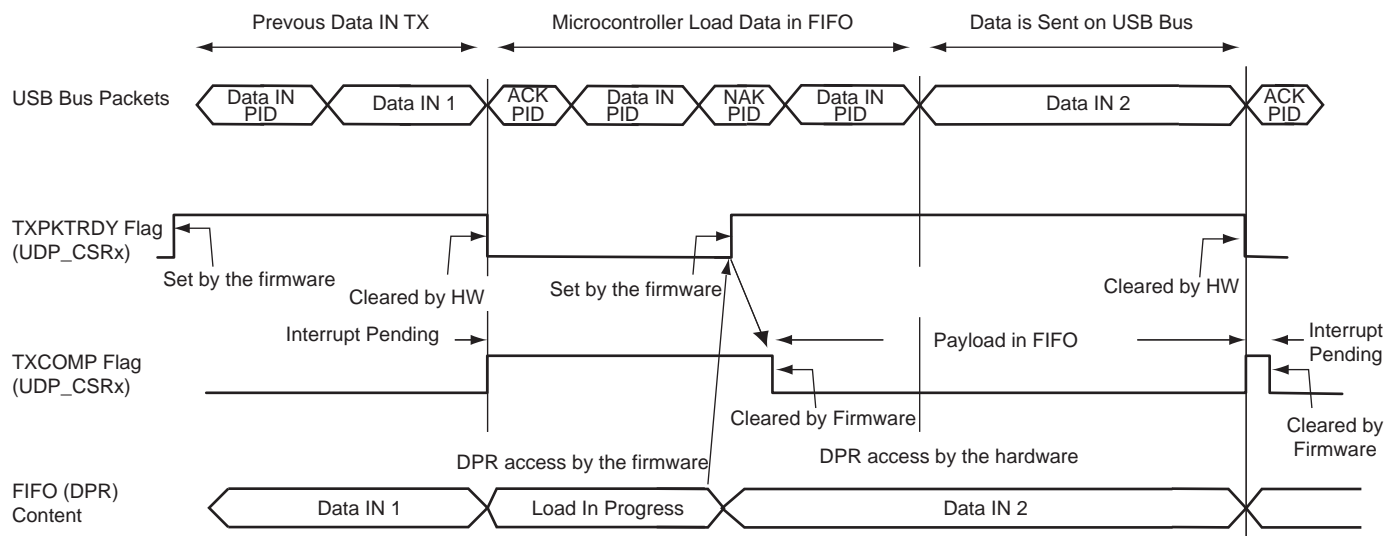 Prevous Data IN TX
Microcontroller Load Data in FIFO
Data is Sent on USB Bus
USB Bus Packets
Data IN
PID
Data IN 1
ACK
PID
Data IN
PID
NAK
PID
Data IN
PID
Data IN 2
ACK
PID
TXPKTRDY Flag
(UDP_CSRx)
Set by the firmware
Cleared by HW
Set by the firmware
Cleared by HW
Interrupt Pending
Payload in FIFO
Interrupt
Pending
TXCOMP Flag
(UDP_CSRx)
Cleared by Firmware
Cleared by
Firmware
DPR access by the firmware
DPR access by the hardware
FIFO (DPR)
Content
Data IN 1
Load In Progress
Data IN 2